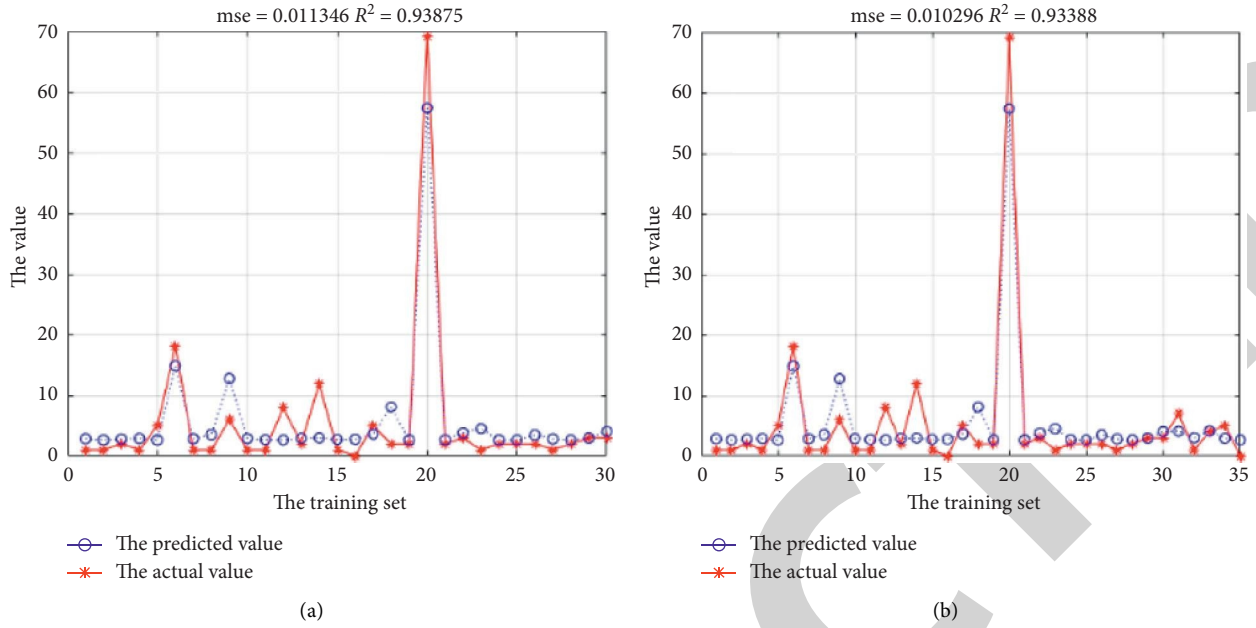 mse = 0.011346 R² = 0.93875
70
60
50
40
30
20
10
0
The value
0 5 10 15 20 25 30
The training set
The predicted value
The actual value
(a)
mse = 0.010296 R² = 0.93388
70
60
50
40
30
20
10
0
The value
0 5 10 15 20 25 30 35
The training set
The predicted value
The actual value
(b)